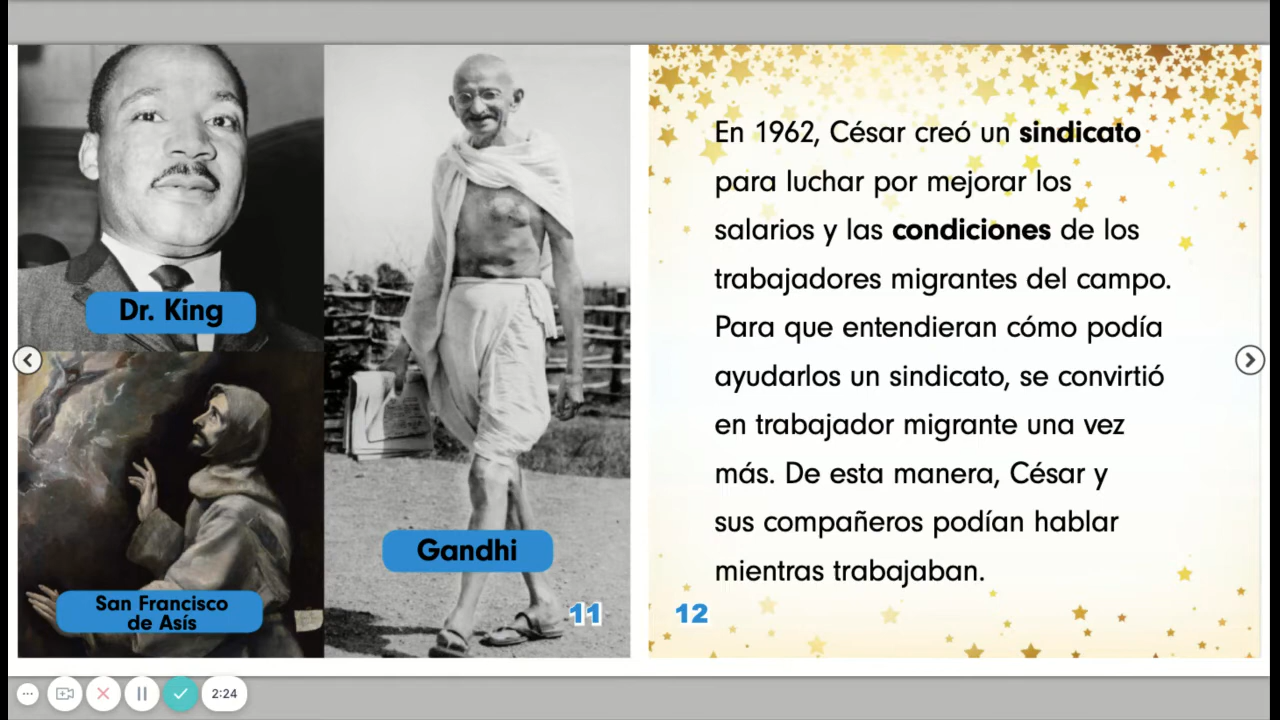 Dr. King
San Francisco
de Asís
Gandhi
11
En 1962, César creó un sindicato
para luchar por mejorar los
salarios y las condiciones de los
trabajadores migrantes del campo.
Para que entendieran cómo podía
ayudarlos un sindicato, se convirtió
en trabajador migrante una vez
más. De esta manera, César y
sus compañeros podían hablar
mientras trabajaban.
12
2:24